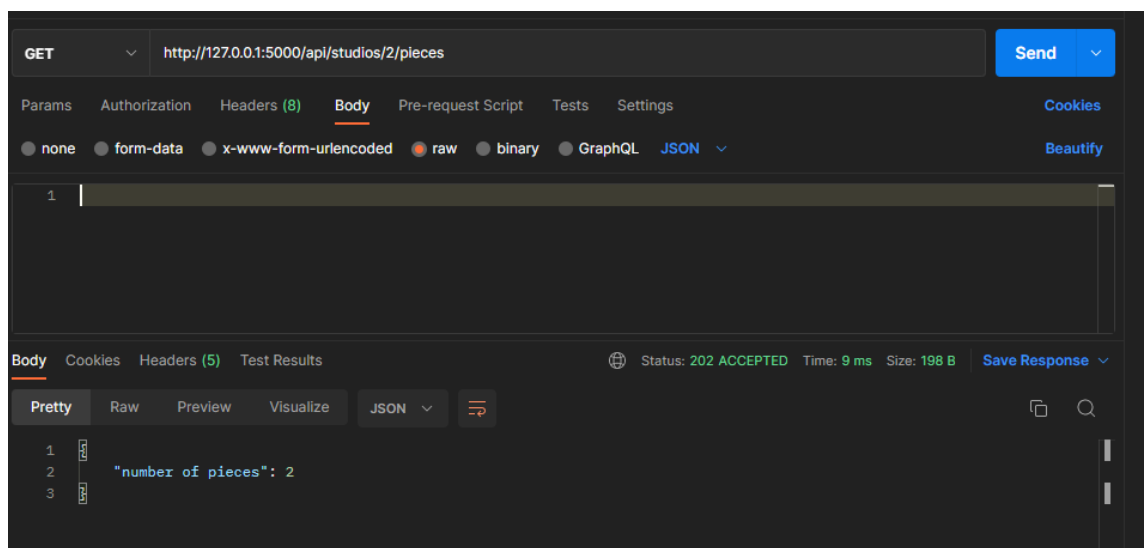 GET http://127.0.0.1:5000/api/studios/2/pieces Send
Params Authorization Headers (8) Body Pre-request Script Tests Settings Cookies
none form-data x-www-form-urlencoded raw binary GraphQL JSON Beautify
1
Body Cookies Headers (5) Test Results Status: 202 ACCEPTED Time: 9 ms Size: 198 B Save Response
Pretty Raw Preview Visualize JSON
1 {
2 "number of pieces": 2
3 }